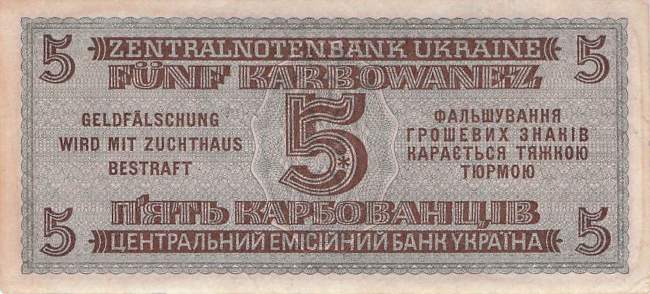 5 ZENTRALNOTENBANK UKRAINE 5
FÜNF KARBOWANEZ
GELDFÄLSCHUNG
WIRD MIT ZUCHTHAUS
BESTRAFT
5
ФАЛЬШУВАННЯ
ГРОШЕВИХ ЗНАКІВ
КАРАЄТЬСЯ ТЯЖКОЮ
ТЮРМОЮ
П'ЯТЬ КАРБОВАНЦІВ
5 ЦЕНТРАЛЬНИЙ ЕМІСІЙНИЙ БАНК УКРАЇНА 5